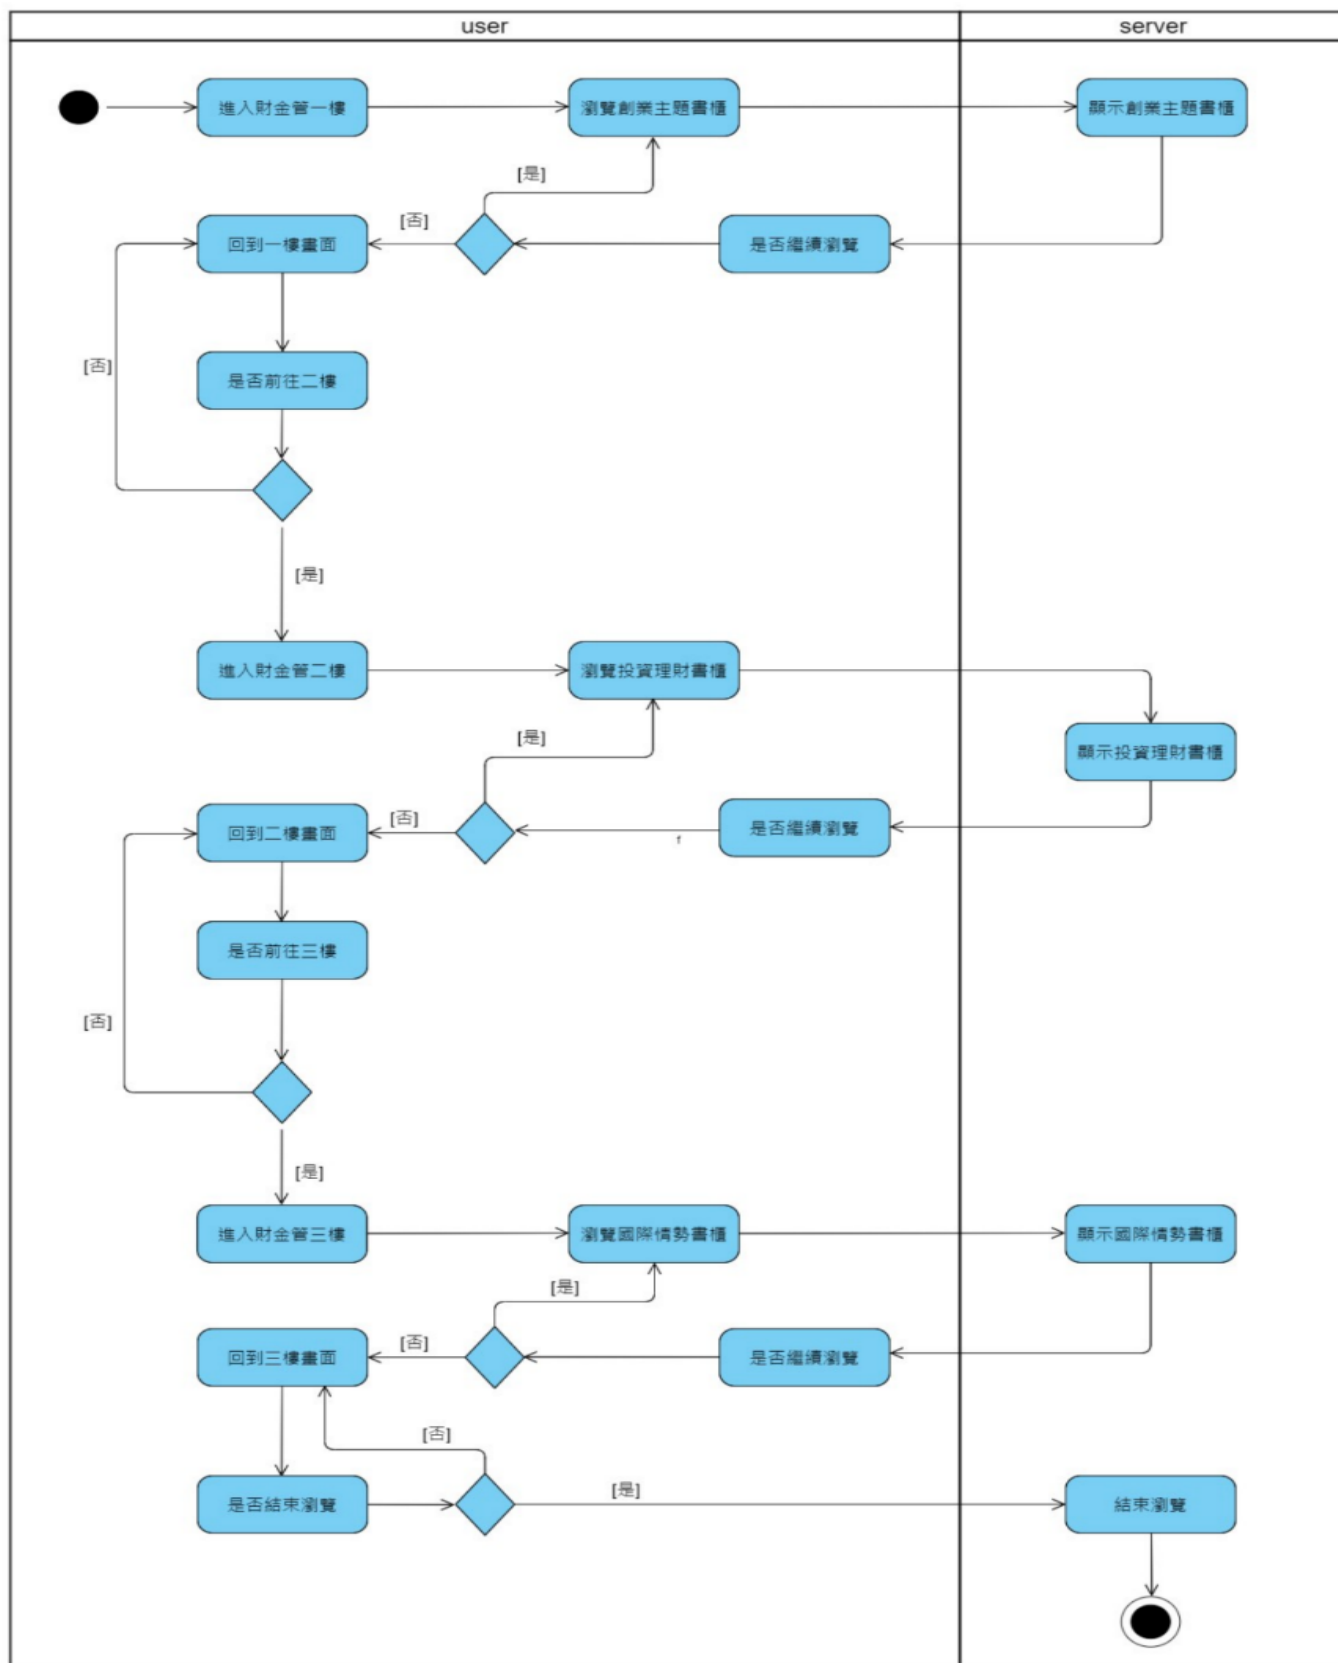 user
server
進入財金管一樓
瀏覽創業主題書櫃
顯示創業主題書櫃
[是]
[否]
回到一樓畫面
是否繼續瀏覽
[否]
是否前往二樓
[是]
進入財金管二樓
瀏覽投資理財書櫃
[是]
顯示投資理財書櫃
[否]
回到二樓畫面
是否繼續瀏覽
f
是否前往三樓
[否]
[是]
進入財金管三樓
瀏覽國際情勢書櫃
顯示國際情勢書櫃
[是]
[否]
回到三樓畫面
是否繼續瀏覽
[否]
[是]
是否結束瀏覽
結束瀏覽